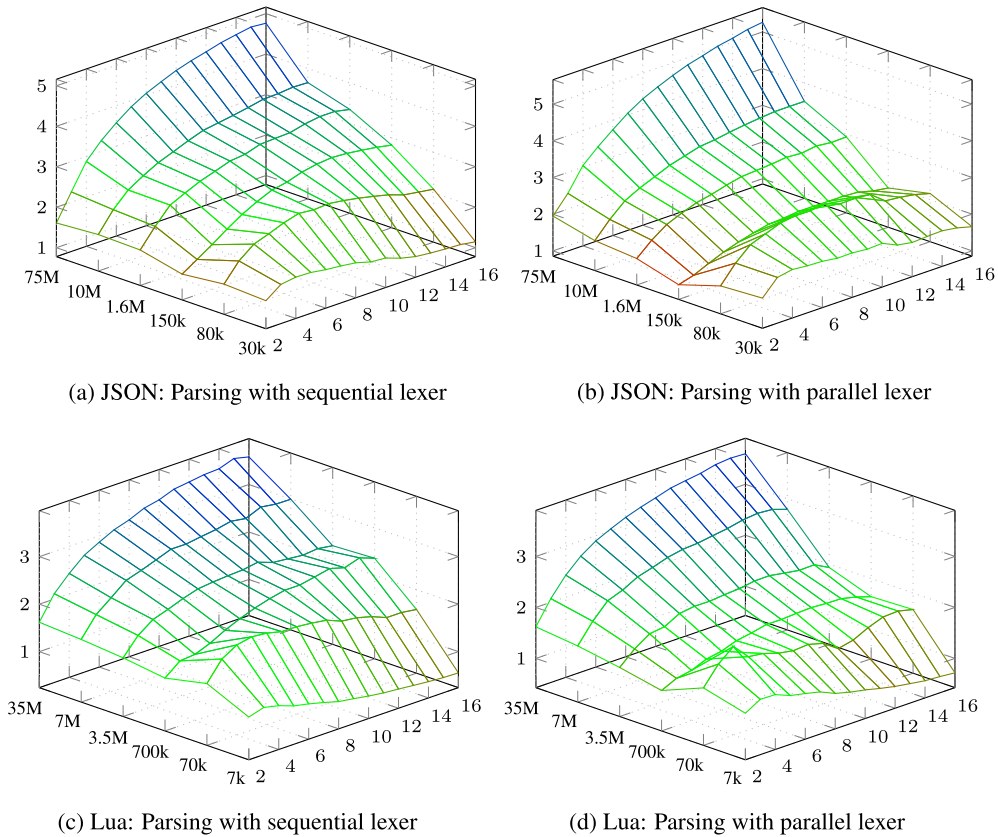 5
4
3
2
1
75M
10M
1.6M
150k
80k
30k
2
4
6
8
10
12
14
16
(a) JSON: Parsing with sequential lexer
5
4
3
2
1
75M
10M
1.6M
150k
80k
30k
2
4
6
8
10
12
14
16
(b) JSON: Parsing with parallel lexer
3
2
1
35M
7M
3.5M
700k
70k
7k
2
4
6
8
10
12
14
16
(c) Lua: Parsing with sequential lexer
3
2
1
35M
7M
3.5M
700k
70k
7k
2
4
6
8
10
12
14
16
(d) Lua: Parsing with parallel lexer